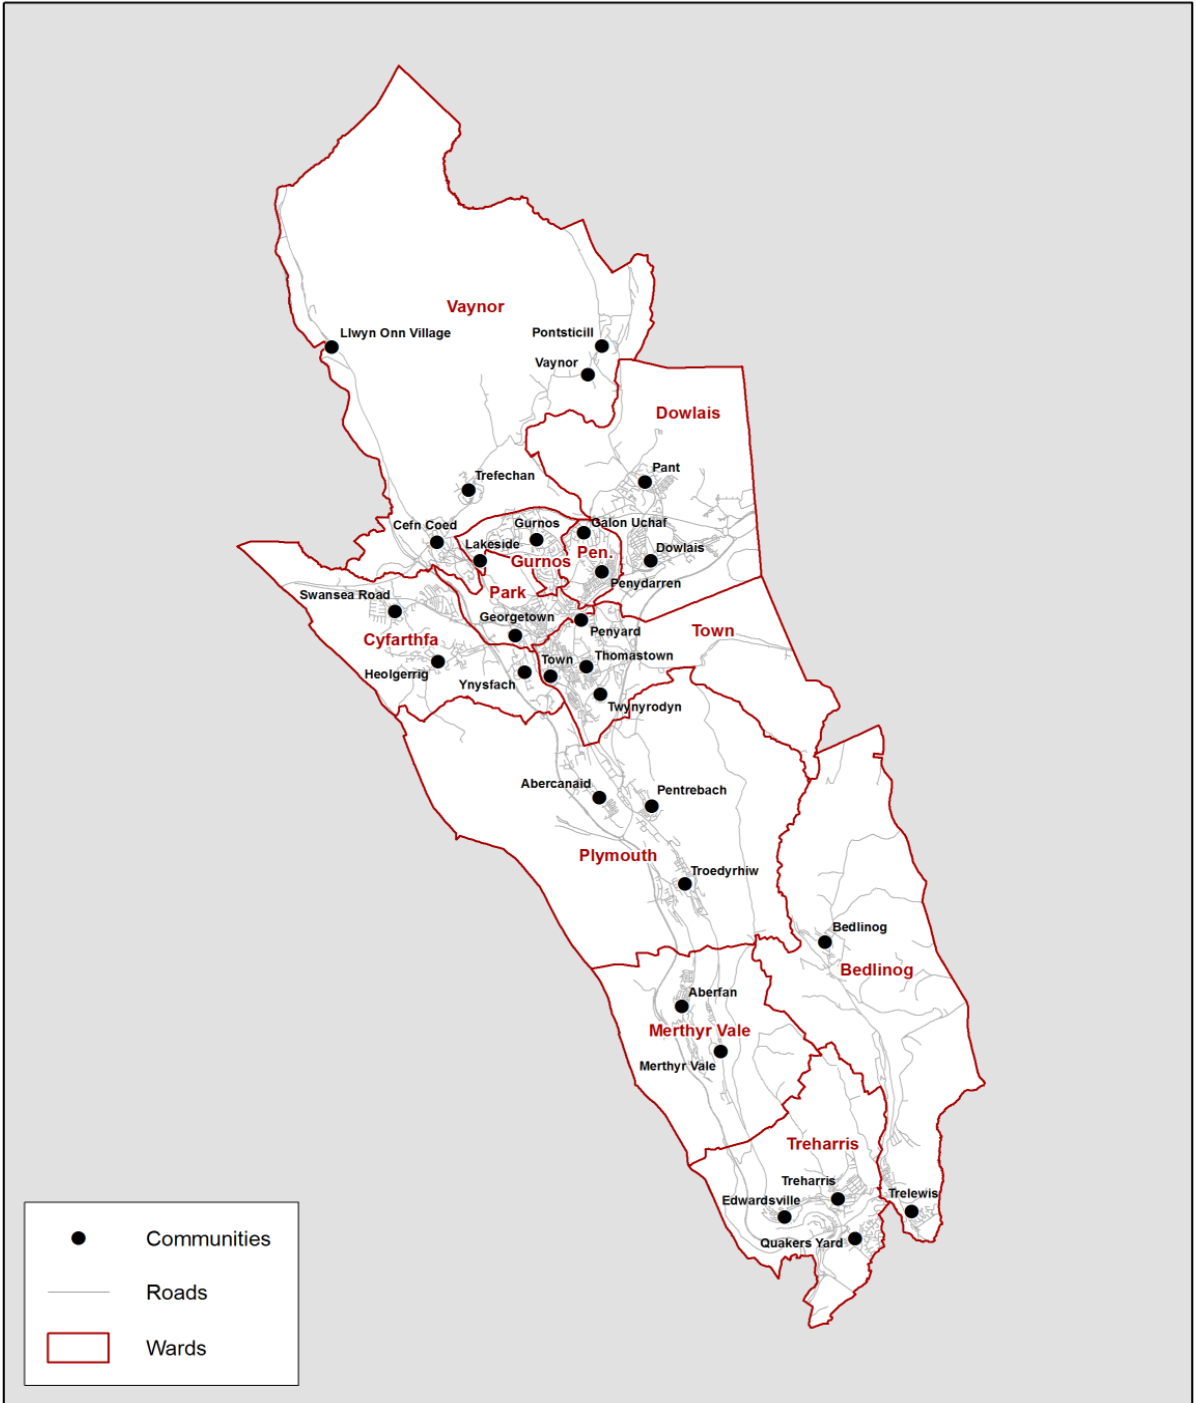 Vaynor
Llwyn Onn Village
Pontsticill
Vaynor
Dowlais
Pant
Trefechan
Cefn Coed
Gurnos
Galon Uchaf
Lakeside
Gurnos
Pen.
Dowlais
Penydarren
Park
Swansea Road
Georgetown
Penyard
Town
Cyfarthfa
Heolgerrig
Ynysfach
Town
Thomastown
Twynyrodyn
Abercanaid
Pentrebach
Plymouth
Troedyrhiw
Bedlinog
Bedlinog
Aberfan
Merthyr Vale
Merthyr Vale
Treharris
Treharris
Edwardsville
Trelewis
Quakers Yard
Communities
Roads
Wards